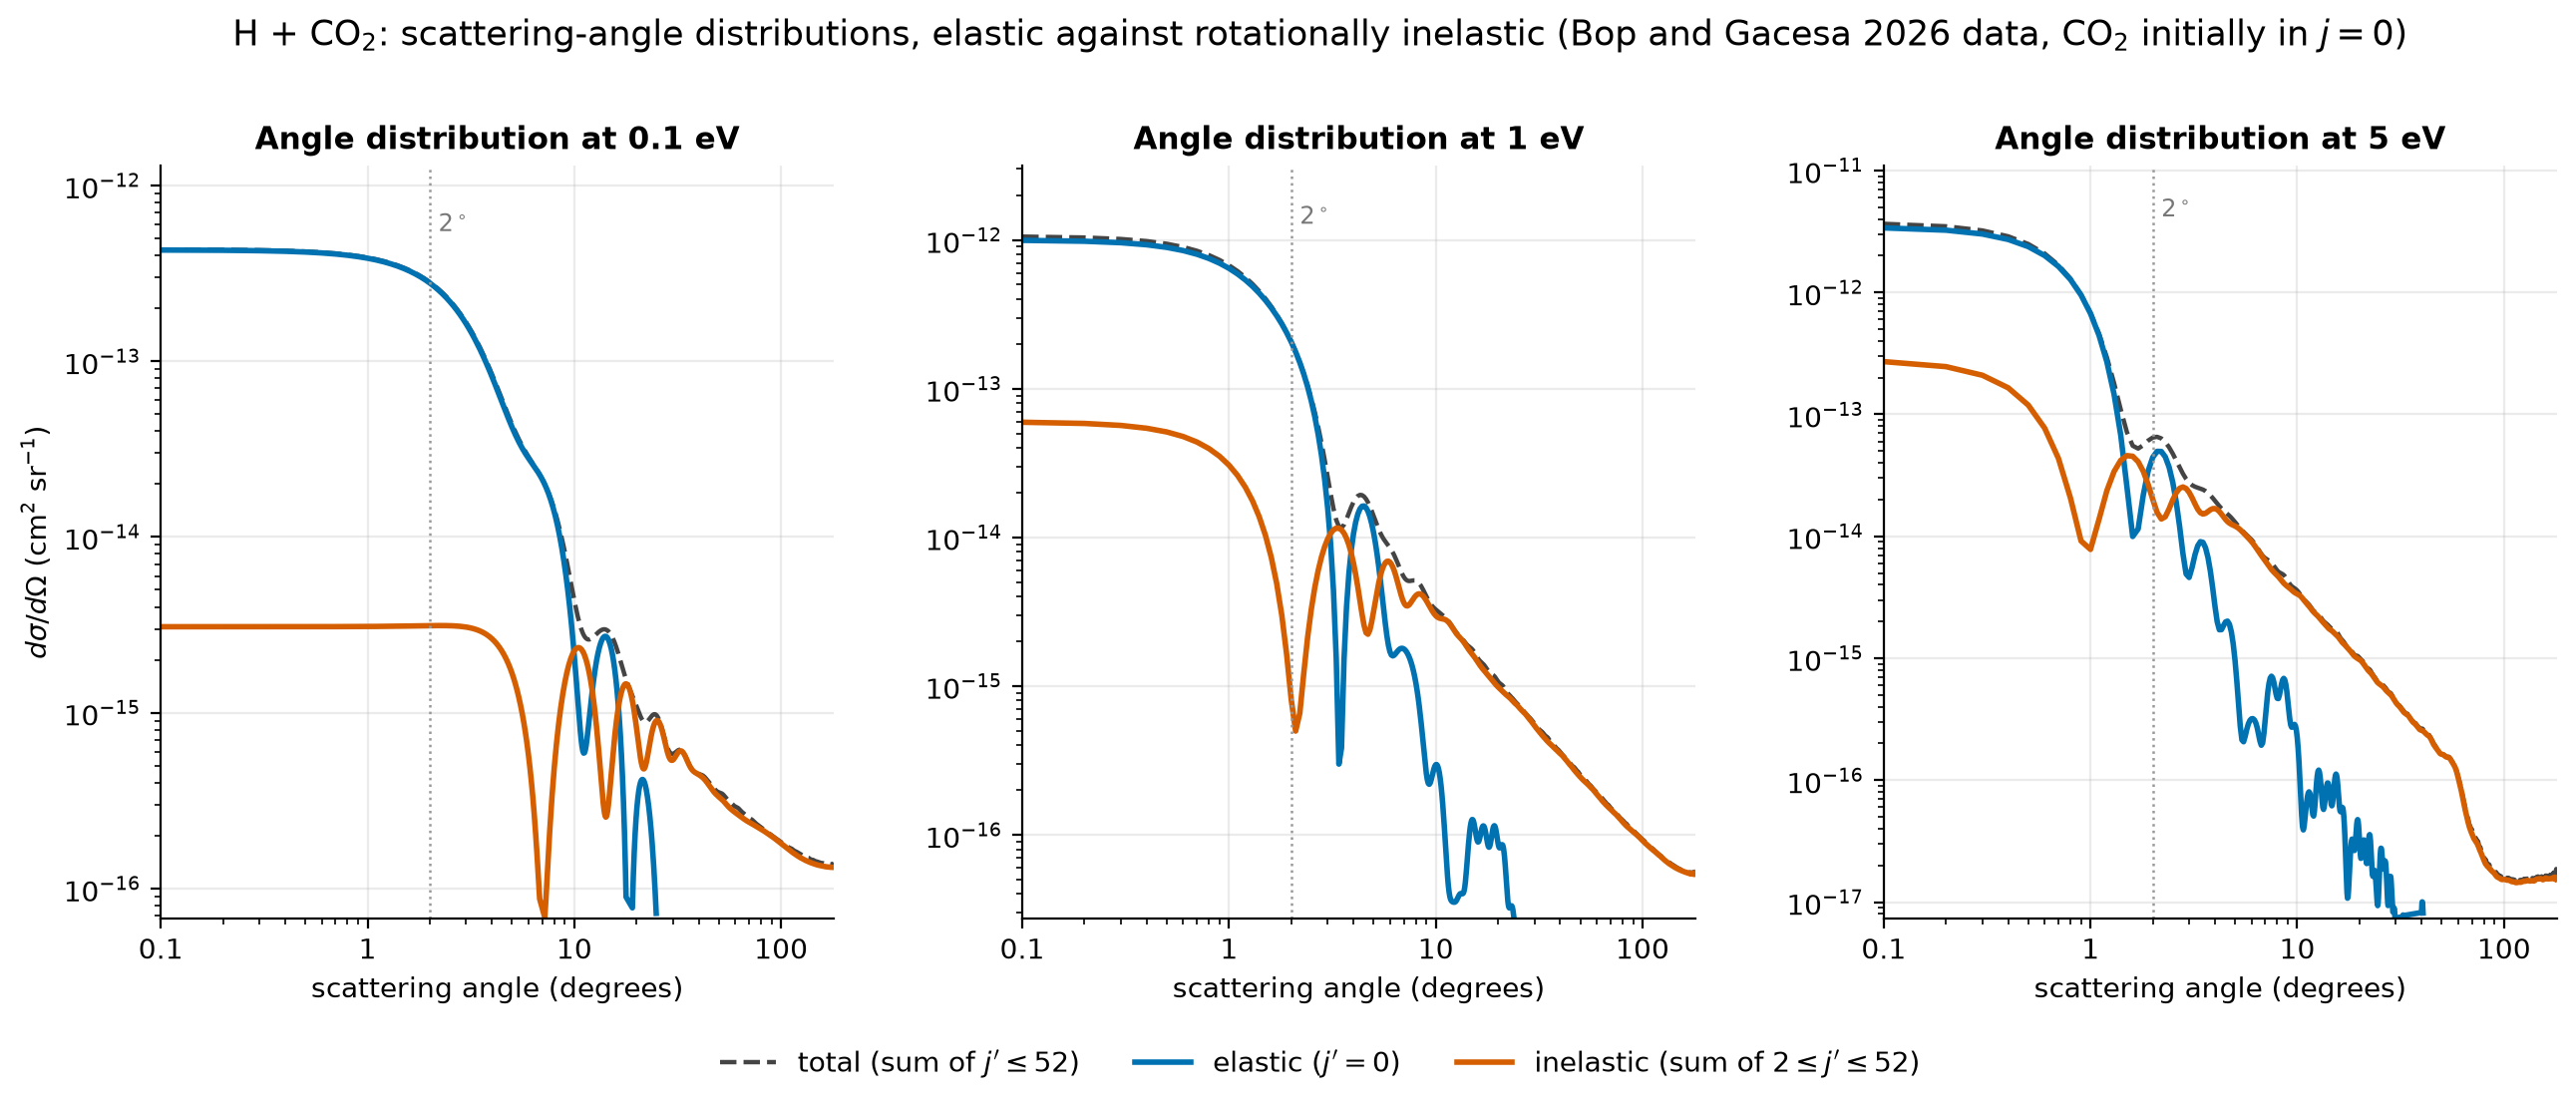 H + CO₂: scattering-angle distributions, elastic against rotationally inelastic (Bop and Gacesa 2026 data, CO₂ initially in j = 0)
Angle distribution at 0.1 eV
dσ/dΩ (cm² sr⁻¹)
10⁻¹²
10⁻¹³
10⁻¹⁴
10⁻¹⁵
10⁻¹⁶
2°
0.1 1 10 100
scattering angle (degrees)
Angle distribution at 1 eV
10⁻¹²
10⁻¹³
10⁻¹⁴
10⁻¹⁵
10⁻¹⁶
2°
0.1 1 10 100
scattering angle (degrees)
Angle distribution at 5 eV
10⁻¹¹
10⁻¹²
10⁻¹³
10⁻¹⁴
10⁻¹⁵
10⁻¹⁶
10⁻¹⁷
2°
0.1 1 10 100
scattering angle (degrees)
total (sum of j′ ≤ 52) elastic (j′ = 0) inelastic (sum of 2 ≤ j′ ≤ 52)